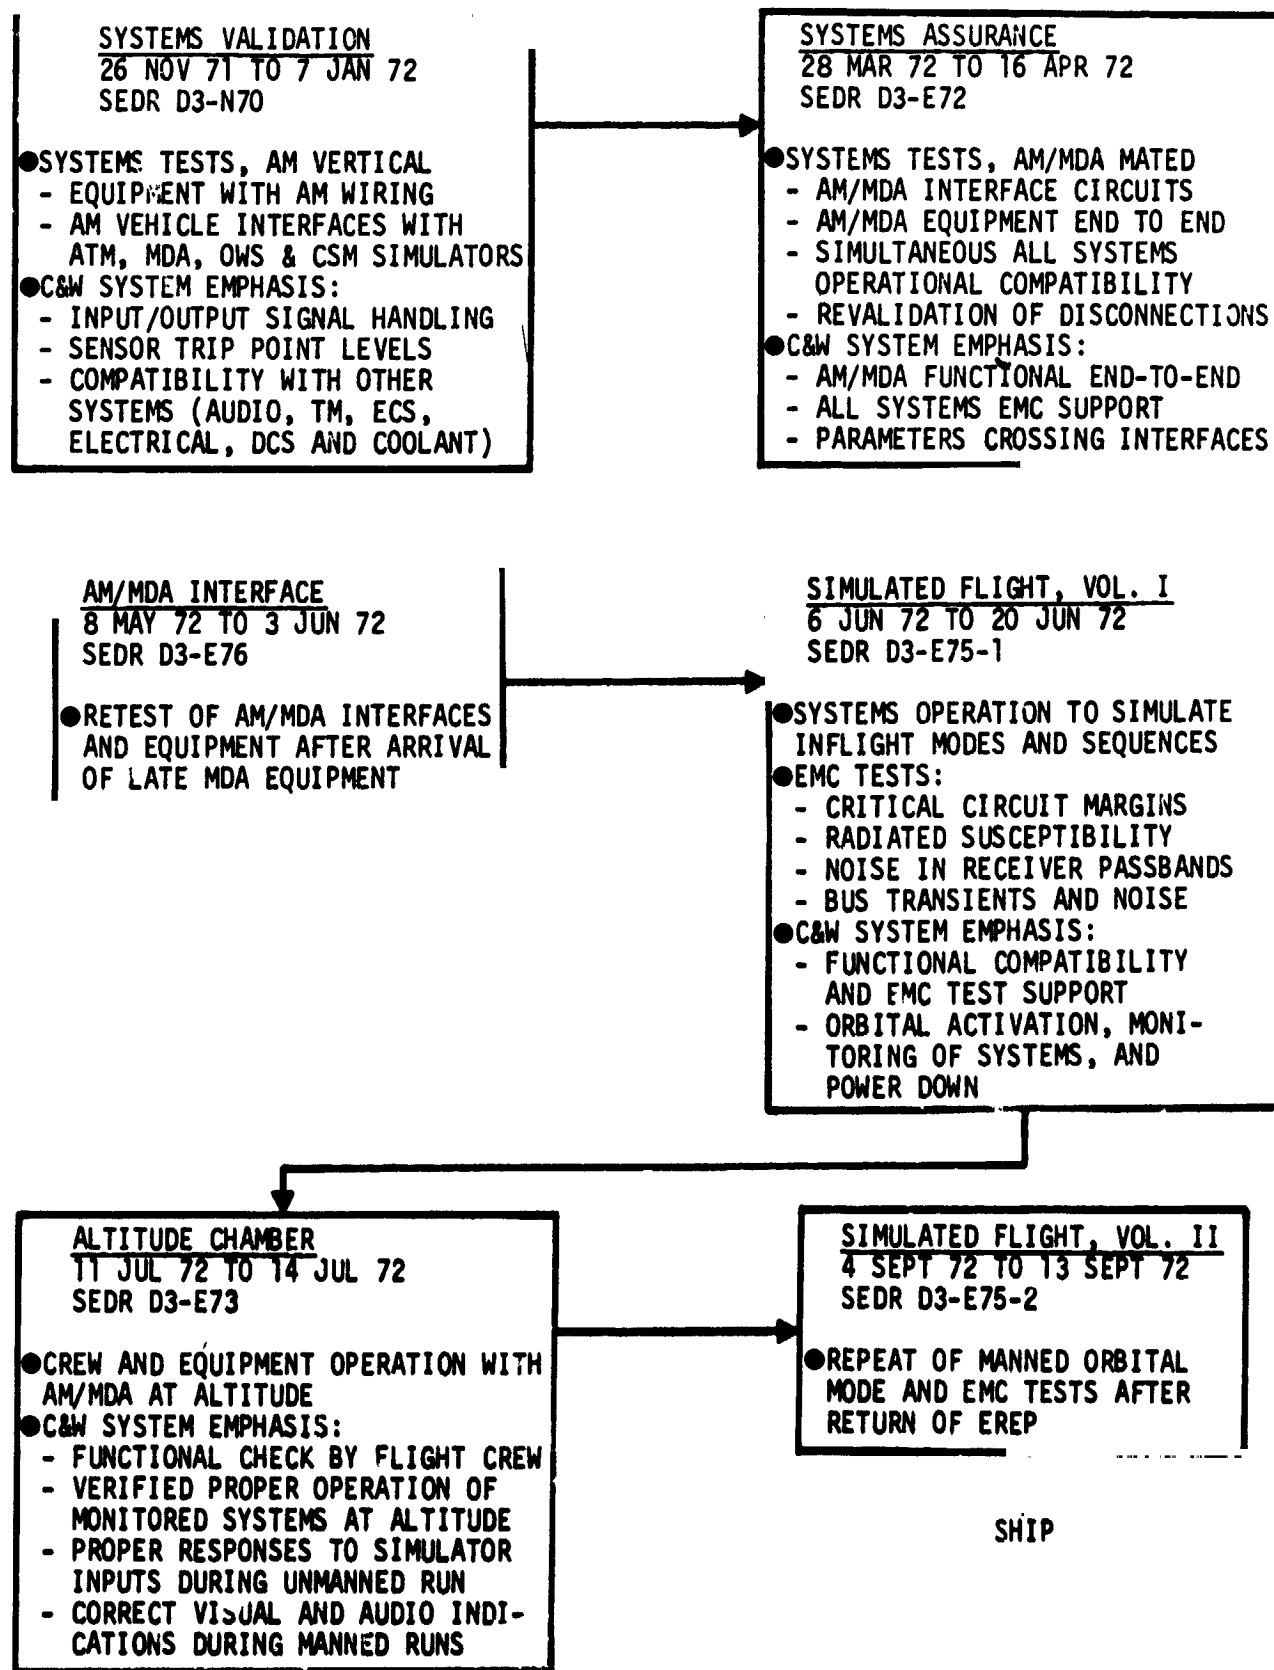 SYSTEMS VALIDATION
26 NOV 71 TO 7 JAN 72
SEDR D3-N70
●SYSTEMS TESTS, AM VERTICAL
- EQUIPMENT WITH AM WIRING
- AM VEHICLE INTERFACES WITH
ATM, MDA, OWS & CSM SIMULATORS
●C&W SYSTEM EMPHASIS:
- INPUT/OUTPUT SIGNAL HANDLING
- SENSOR TRIP POINT LEVELS
- COMPATIBILITY WITH OTHER
SYSTEMS (AUDIO, TM, ECS,
ELECTRICAL, DCS AND COOLANT)
SYSTEMS ASSURANCE
28 MAR 72 TO 16 APR 72
SEDR D3-E72
●SYSTEMS TESTS, AM/MDA MATED
- AM/MDA INTERFACE CIRCUITS
- AM/MDA EQUIPMENT END TO END
- SIMULTANEOUS ALL SYSTEMS
OPERATIONAL COMPATIBILITY
- REVALIDATION OF DISCONNECTIONS
●C&W SYSTEM EMPHASIS:
- AM/MDA FUNCTIONAL END-TO-END
- ALL SYSTEMS EMC SUPPORT
- PARAMETERS CROSSING INTERFACES
AM/MDA INTERFACE
8 MAY 72 TO 3 JUN 72
SEDR D3-E76
●RETEST OF AM/MDA INTERFACES
AND EQUIPMENT AFTER ARRIVAL
OF LATE MDA EQUIPMENT
SIMULATED FLIGHT, VOL. I
6 JUN 72 TO 20 JUN 72
SEDR D3-E75-1
●SYSTEMS OPERATION TO SIMULATE
INFLIGHT MODES AND SEQUENCES
●EMC TESTS:
- CRITICAL CIRCUIT MARGINS
- RADIATED SUSCEPTIBILITY
- NOISE IN RECEIVER PASSBANDS
- BUS TRANSIENTS AND NOISE
●C&W SYSTEM EMPHASIS:
- FUNCTIONAL COMPATIBILITY
AND EMC TEST SUPPORT
- ORBITAL ACTIVATION, MONI-
TORING OF SYSTEMS, AND
POWER DOWN
ALTITUDE CHAMBER
11 JUL 72 TO 14 JUL 72
SEDR D3-E73
●CREW AND EQUIPMENT OPERATION WITH
AM/MDA AT ALTITUDE
●C&W SYSTEM EMPHASIS:
- FUNCTIONAL CHECK BY FLIGHT CREW
- VERIFIED PROPER OPERATION OF
MONITORED SYSTEMS AT ALTITUDE
- PROPER RESPONSES TO SIMULATOR
INPUTS DURING UNMANNED RUN
- CORRECT VISUAL AND AUDIO INDI-
CATIONS DURING MANNED RUNS
SIMULATED FLIGHT, VOL. II
4 SEPT 72 TO 13 SEPT 72
SEDR D3-E75-2
●REPEAT OF MANNED ORBITAL
MODE AND EMC TESTS AFTER
RETURN OF EREP
SHIP